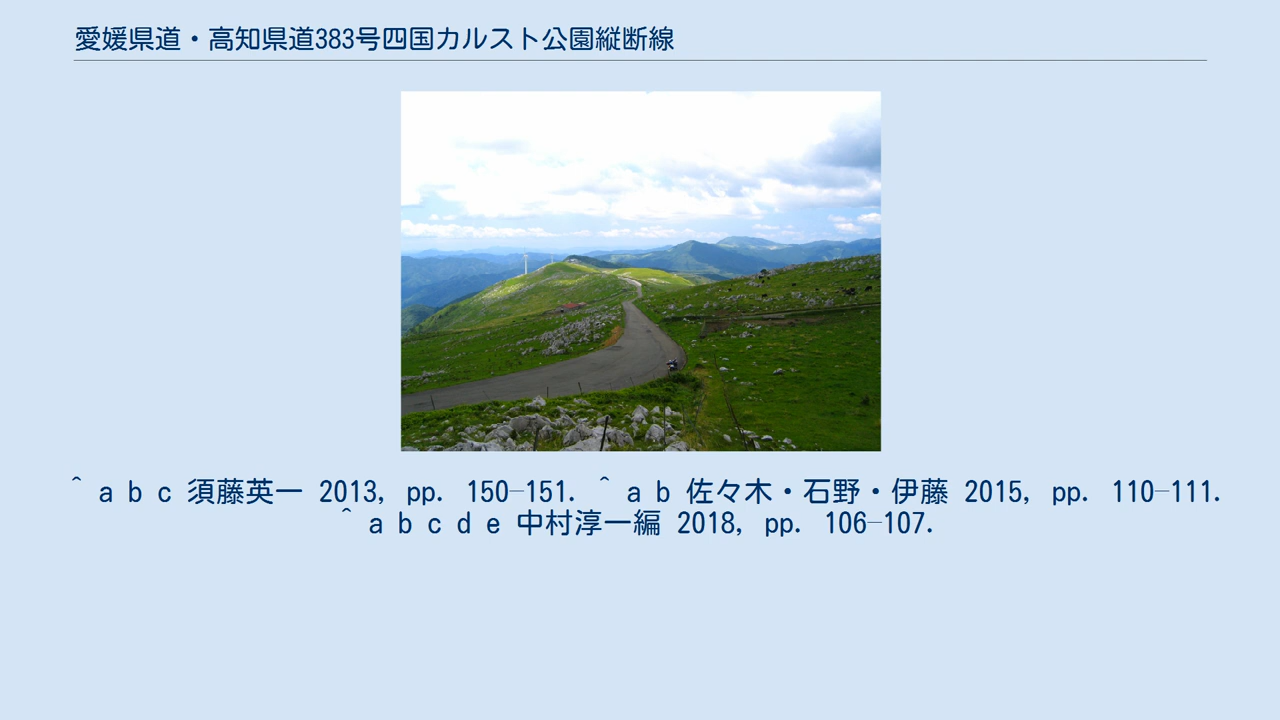 愛媛県道・高知県道383号四国カルスト公園縦断線
^ a b c 須藤英一 2013, pp. 150–151. ^ a b 佐々木・石野・伊藤 2015, pp. 110–111.
^ a b c d e 中村淳一編 2018, pp. 106–107.